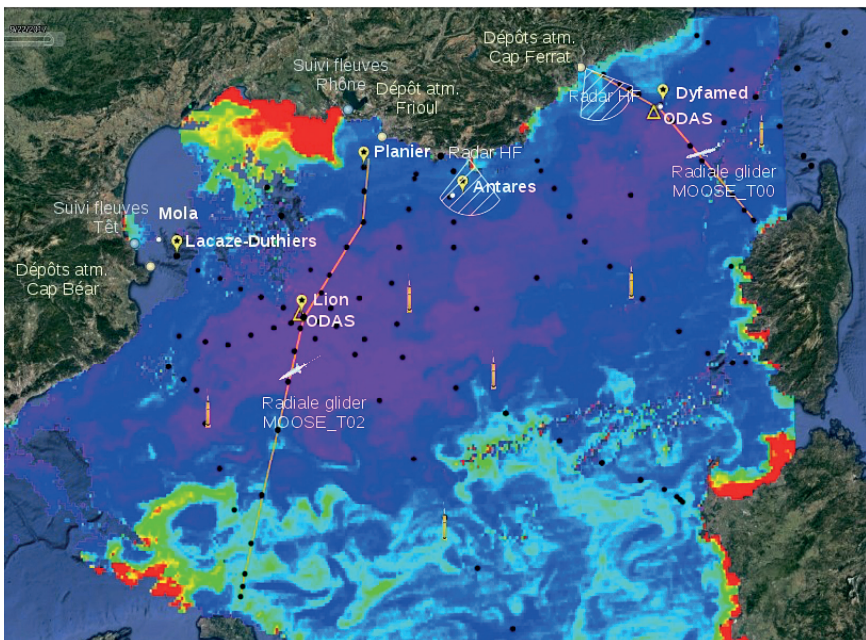 Dépôts atm.
Cap Ferrat
Suivi fleuves
Rhône
Dépôt atm.
Frioul
Radar HF
Dyfamed
ODAS
Planier
Radar HF
Antares
Radiale glider
MOOSE_T00
Suivi fleuves
Têt
Mola
Lacaze-Duthiers
Dépôts atm.
Cap Béar
Lion
ODAS
Radiale glider
MOOSE_T02